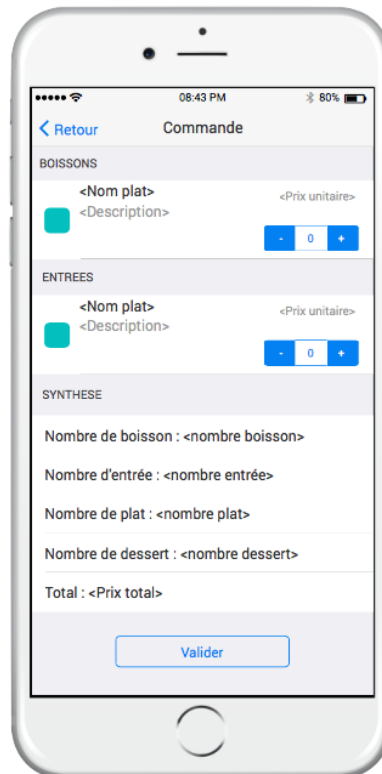 08:43 PM 80%
Retour Commande
BOISSONS
<Nom plat> <Prix unitaire>
<Description>
- 0 +
ENTREES
<Nom plat> <Prix unitaire>
<Description>
- 0 +
SYNTHESE
Nombre de boisson : <nombre boisson>
Nombre d'entrée : <nombre entrée>
Nombre de plat : <nombre plat>
Nombre de dessert : <nombre dessert>
Total : <Prix total>
Valider